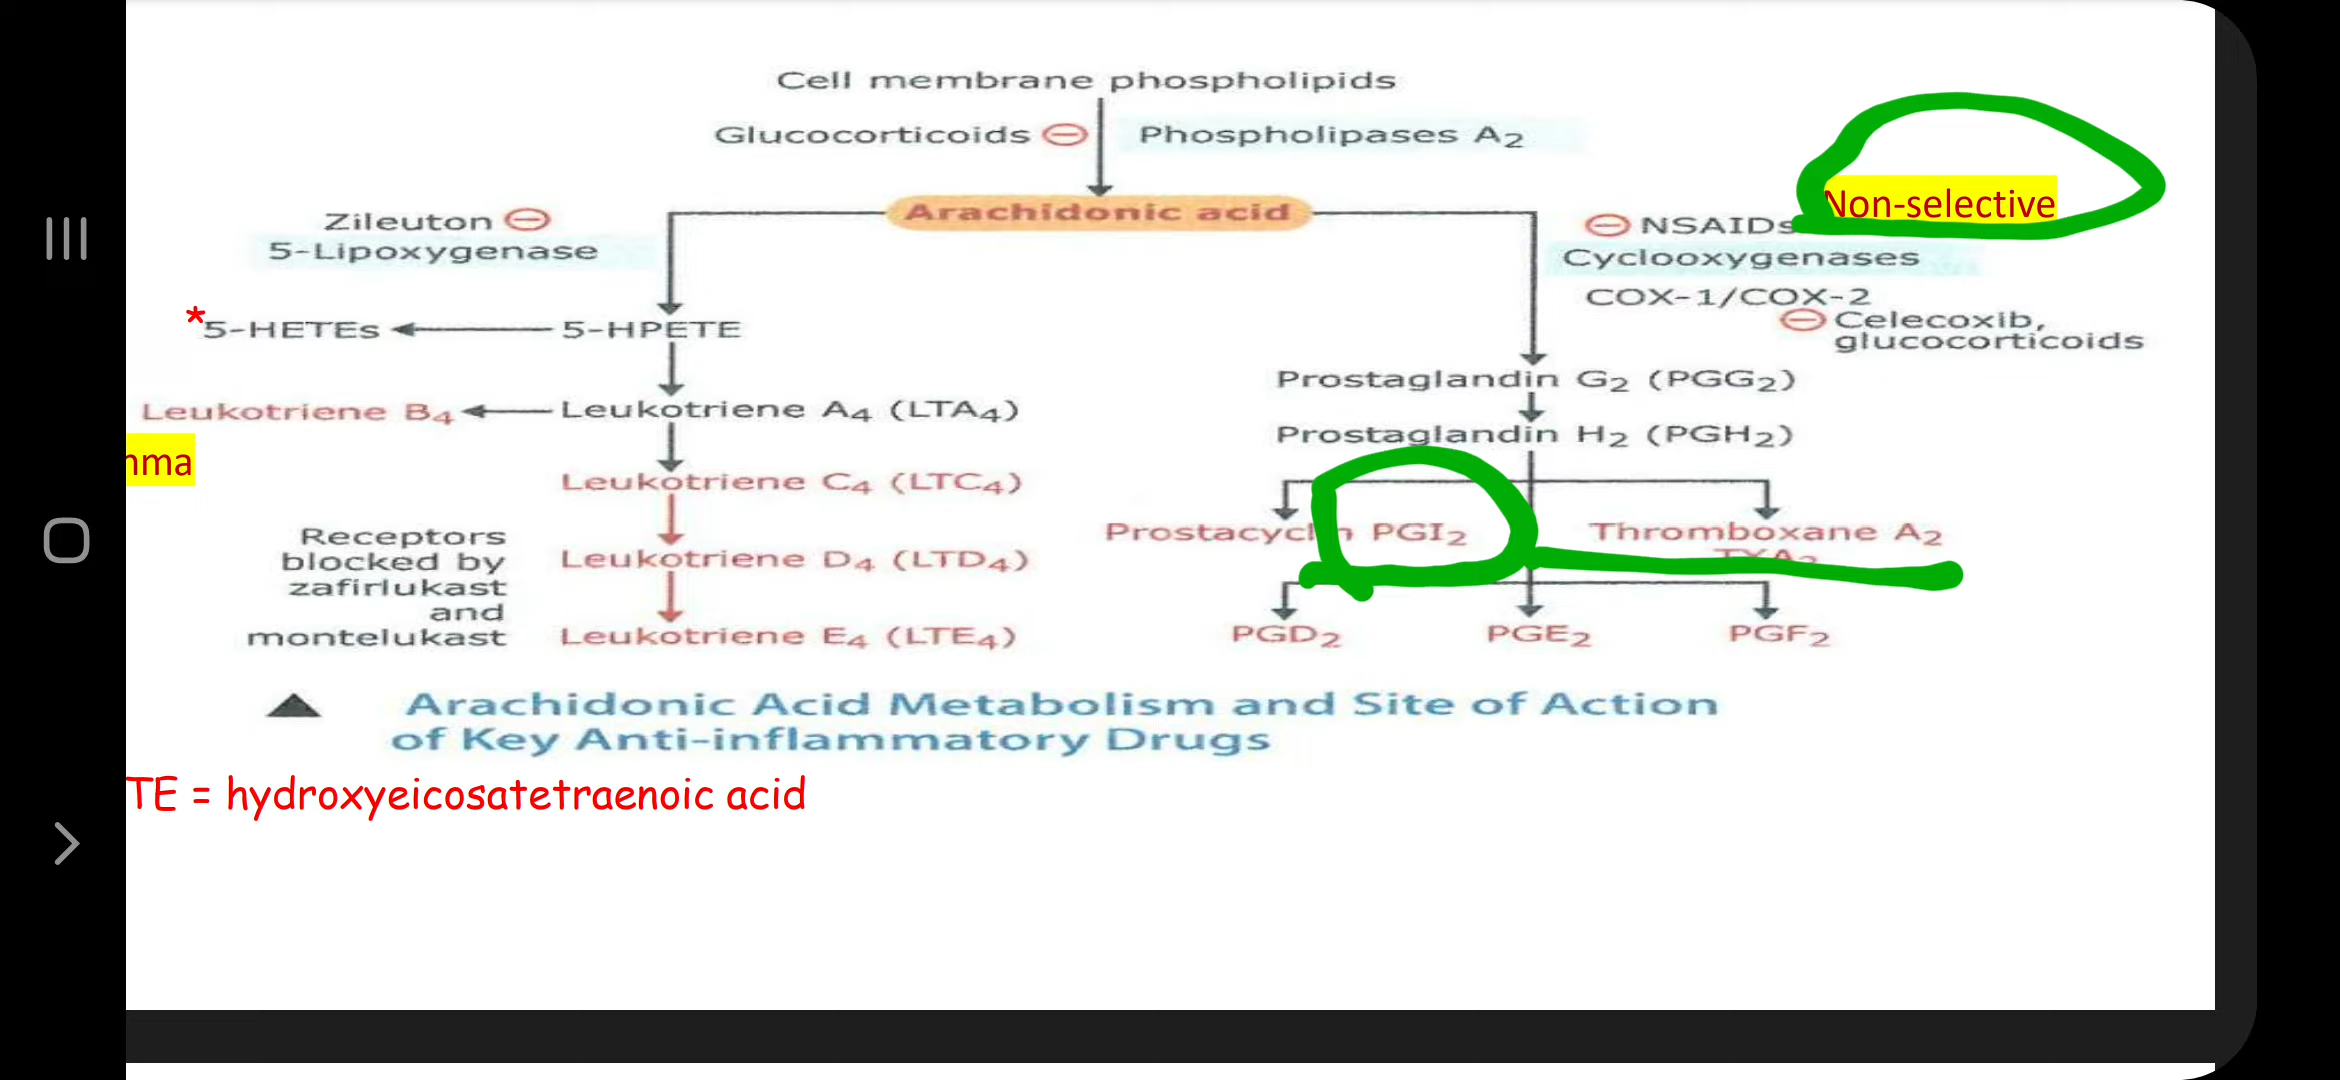 Cell membrane phospholipids
Glucocorticoids ⊖ Phospholipases A2
Arachidonic acid
Zileuton ⊖
5-Lipoxygenase
Non-selective
⊖ NSAIDs
Cyclooxygenases
COX-1/COX-2
⊖ Celecoxib,
glucocorticoids
*5-HETEs
5-HPETE
Leukotriene B4
Leukotriene A4 (LTA4)
mma
Leukotriene C4 (LTC4)
Leukotriene D4 (LTD4)
Leukotriene E4 (LTE4)
Receptors
blocked by
zafirlukast
and
montelukast
Prostaglandin G2 (PGG2)
Prostaglandin H2 (PGH2)
Prostacyclin PGI2
Thromboxane A2
TXA2
PGD2
PGE2
PGF2
Arachidonic Acid Metabolism and Site of Action
of Key Anti-inflammatory Drugs
TE = hydroxyeicosatetraenoic acid